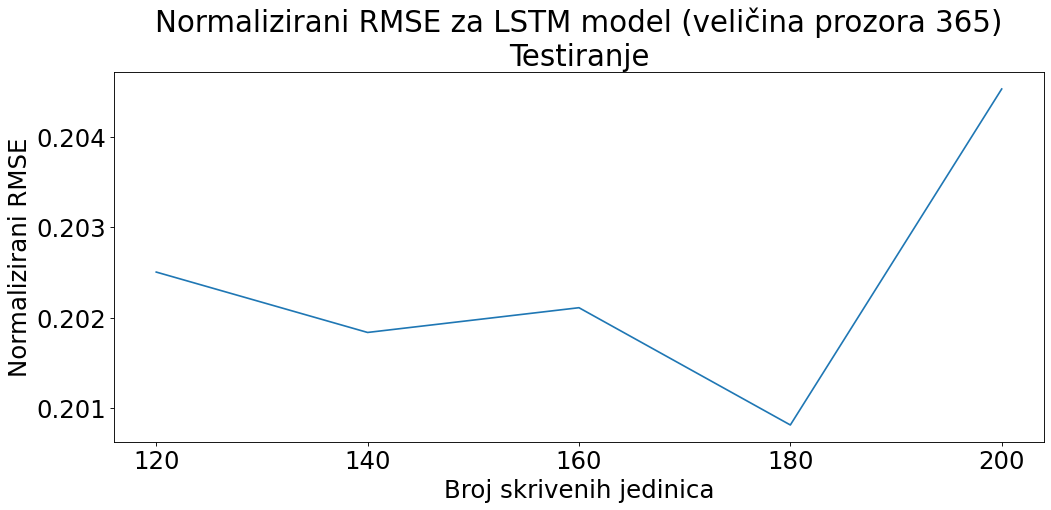 Normalizirani RMSE za LSTM model (veličina prozora 365)
Testiranje
Normalizirani RMSE
0.204
0.203
0.202
0.201
120 140 160 180 200
Broj skrivenih jedinica